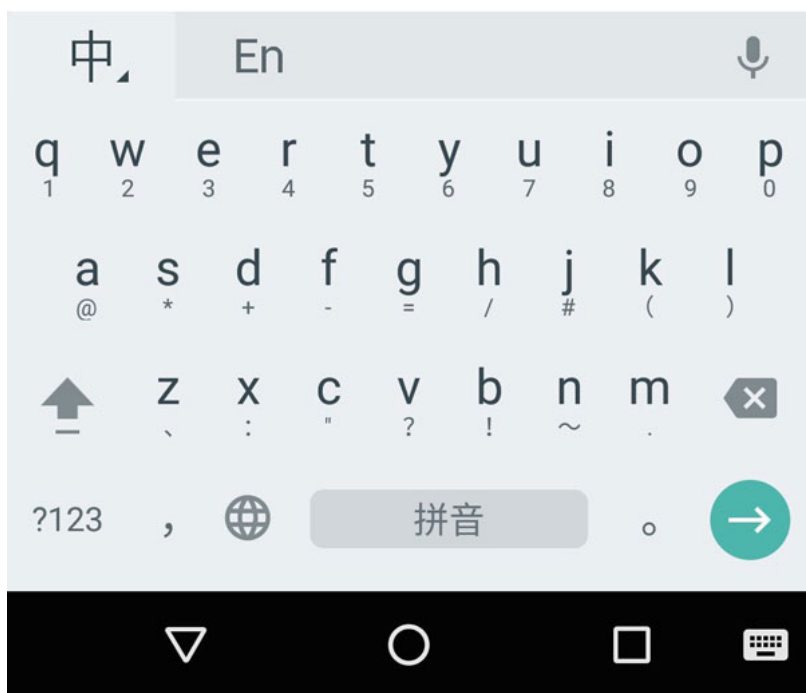 中 En
q w e r t y u i o p
1 2 3 4 5 6 7 8 9 0
a s d f g h j k l
@ * + - = / # ( )
z x c v b n m
、 : " ? ! ～ .
?123 ， 拼音 。